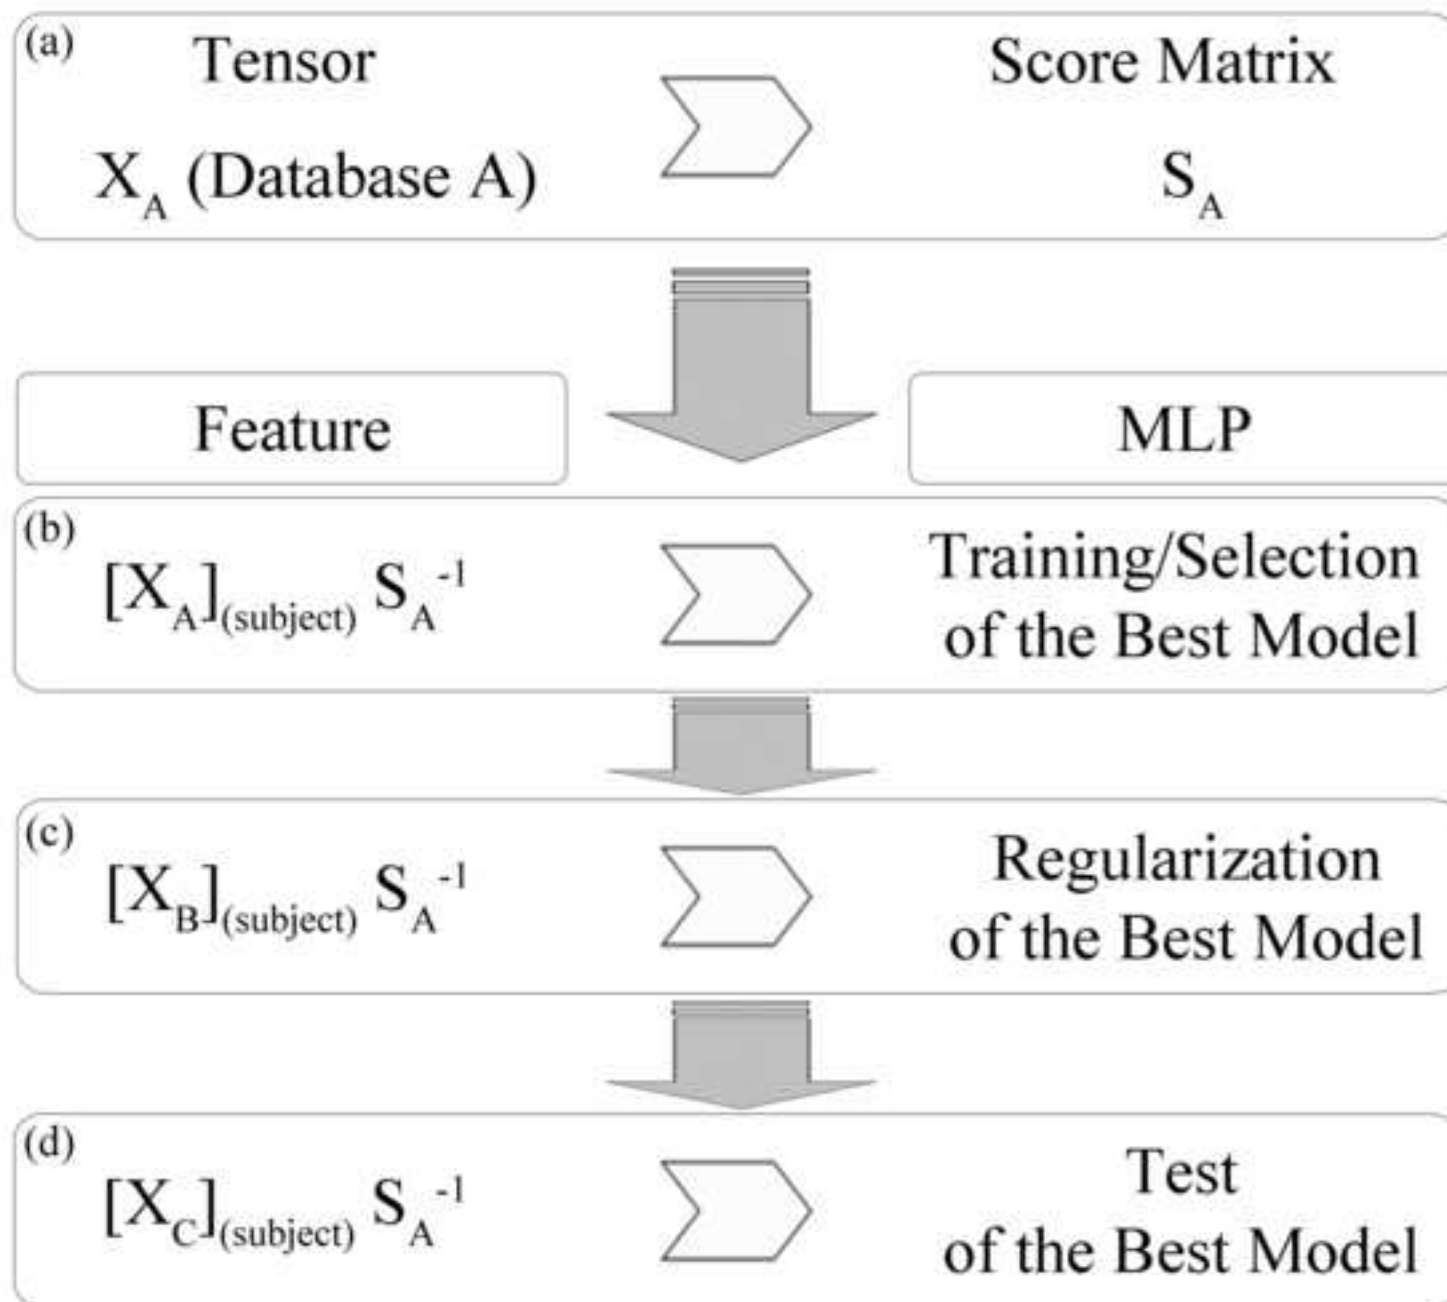 (a) Tensor Score Matrix
X_A (Database A) S_A
Feature MLP
(b) [X_A]_(subject) S_A^-1 Training/Selection
of the Best Model
(c) [X_B]_(subject) S_A^-1 Regularization
of the Best Model
(d) [X_C]_(subject) S_A^-1 Test
of the Best Model